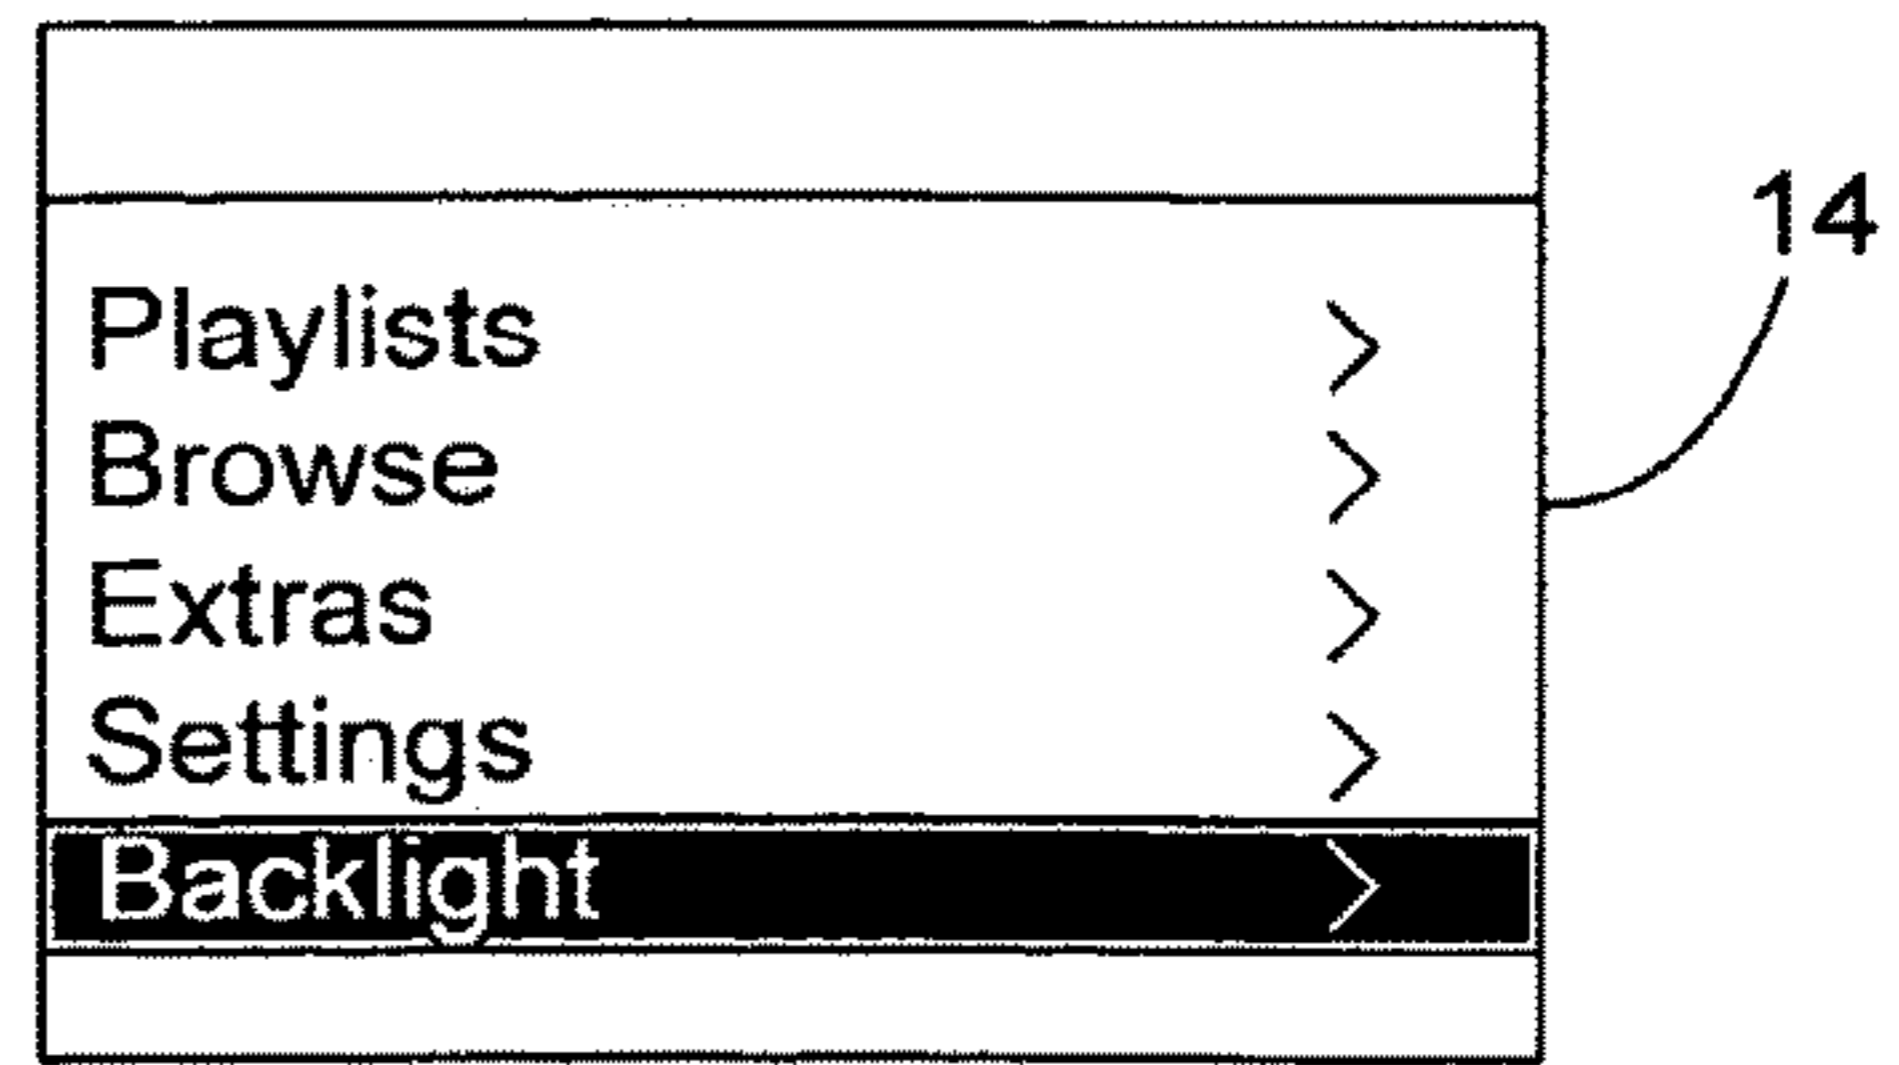 14
Playlists >
Browse >
Extras >
Settings >
Backlight >